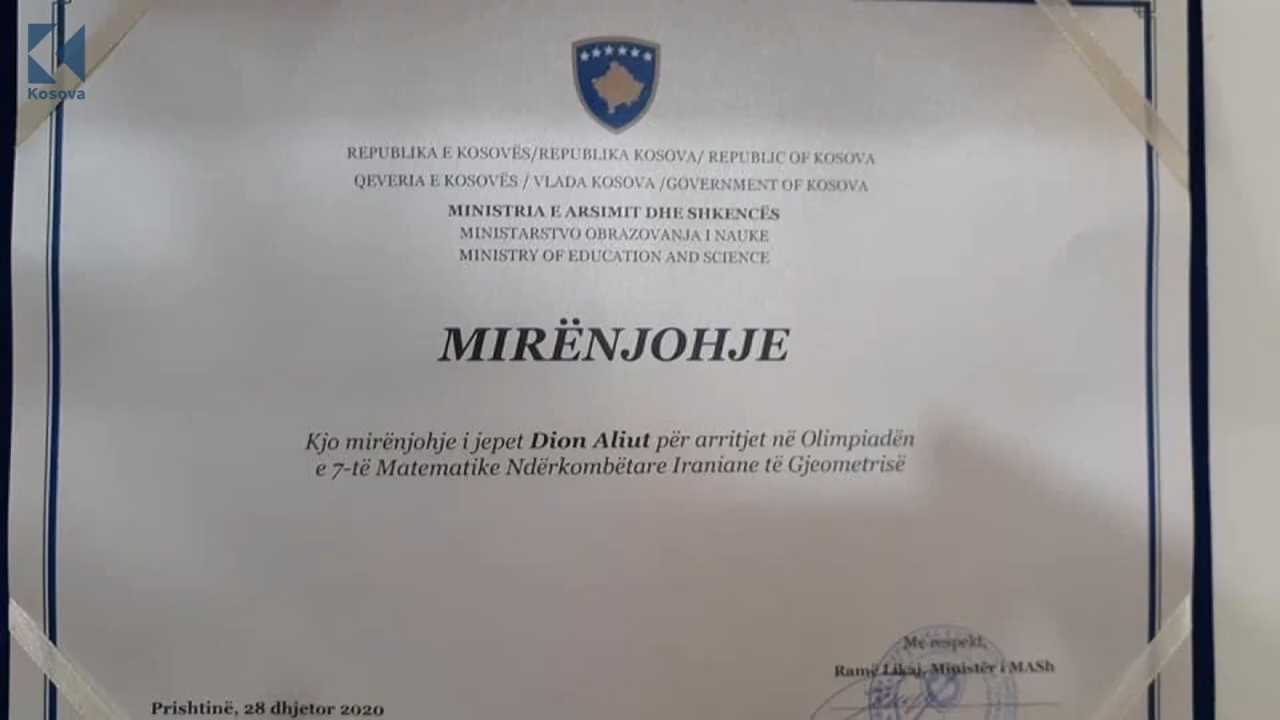 Kosova
REPUBLIKA E KOSOVËS/REPUBLIKA KOSOVA/ REPUBLIC OF KOSOVA
QEVERIA E KOSOVËS / VLADA KOSOVA /GOVERNMENT OF KOSOVA
MINISTRIA E ARSIMIT DHE SHKENCËS
MINISTARSTVO OBRAZOVANJA I NAUKE
MINISTRY OF EDUCATION AND SCIENCE
MIRËNJOHJE
Kjo mirënjohje i jepet Dion Aliut për arritjet në Olimpiadën
e 7-të Matematike Ndërkombëtare Iraniane të Gjeometrisë
Me respekt,
Ramë Likaj, Ministër i MASh
Prishtinë, 28 dhjetor 2020